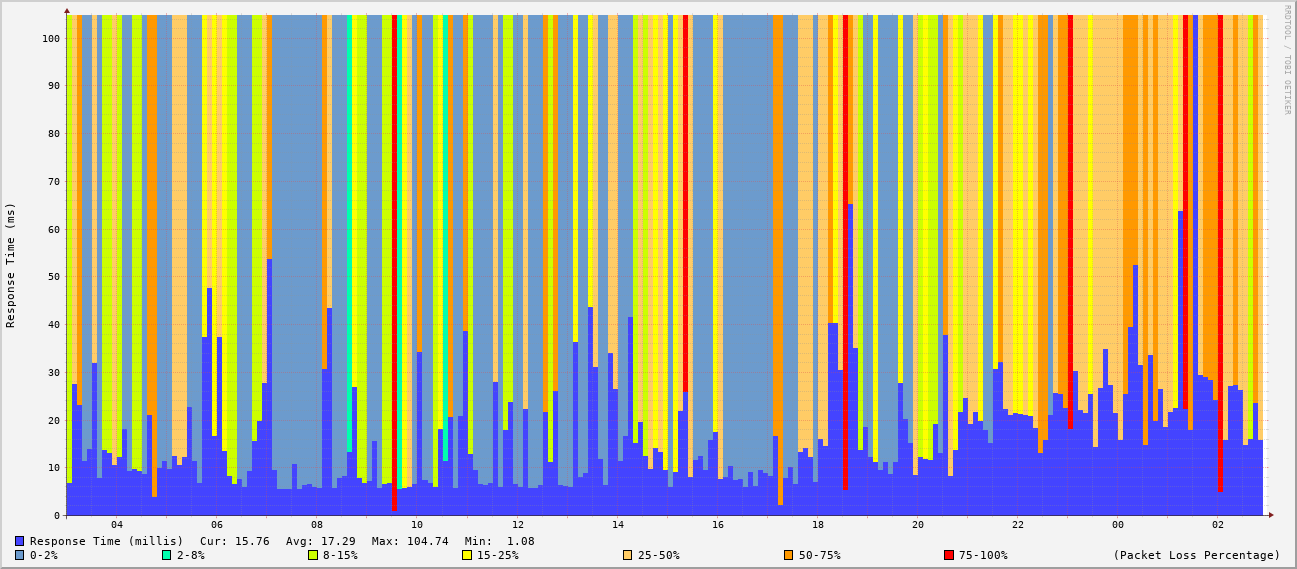 RRDTOOL / TOBI OETIKER
Response Time (ms)
100
90
80
70
60
50
40
30
20
10
0
04 06 08 10 12 14 16 18 20 22 00 02
Response Time (millis) Cur: 15.76 Avg: 17.29 Max: 104.74 Min: 1.08
0-2% 2-8% 8-15% 15-25% 25-50% 50-75% 75-100% (Packet Loss Percentage)